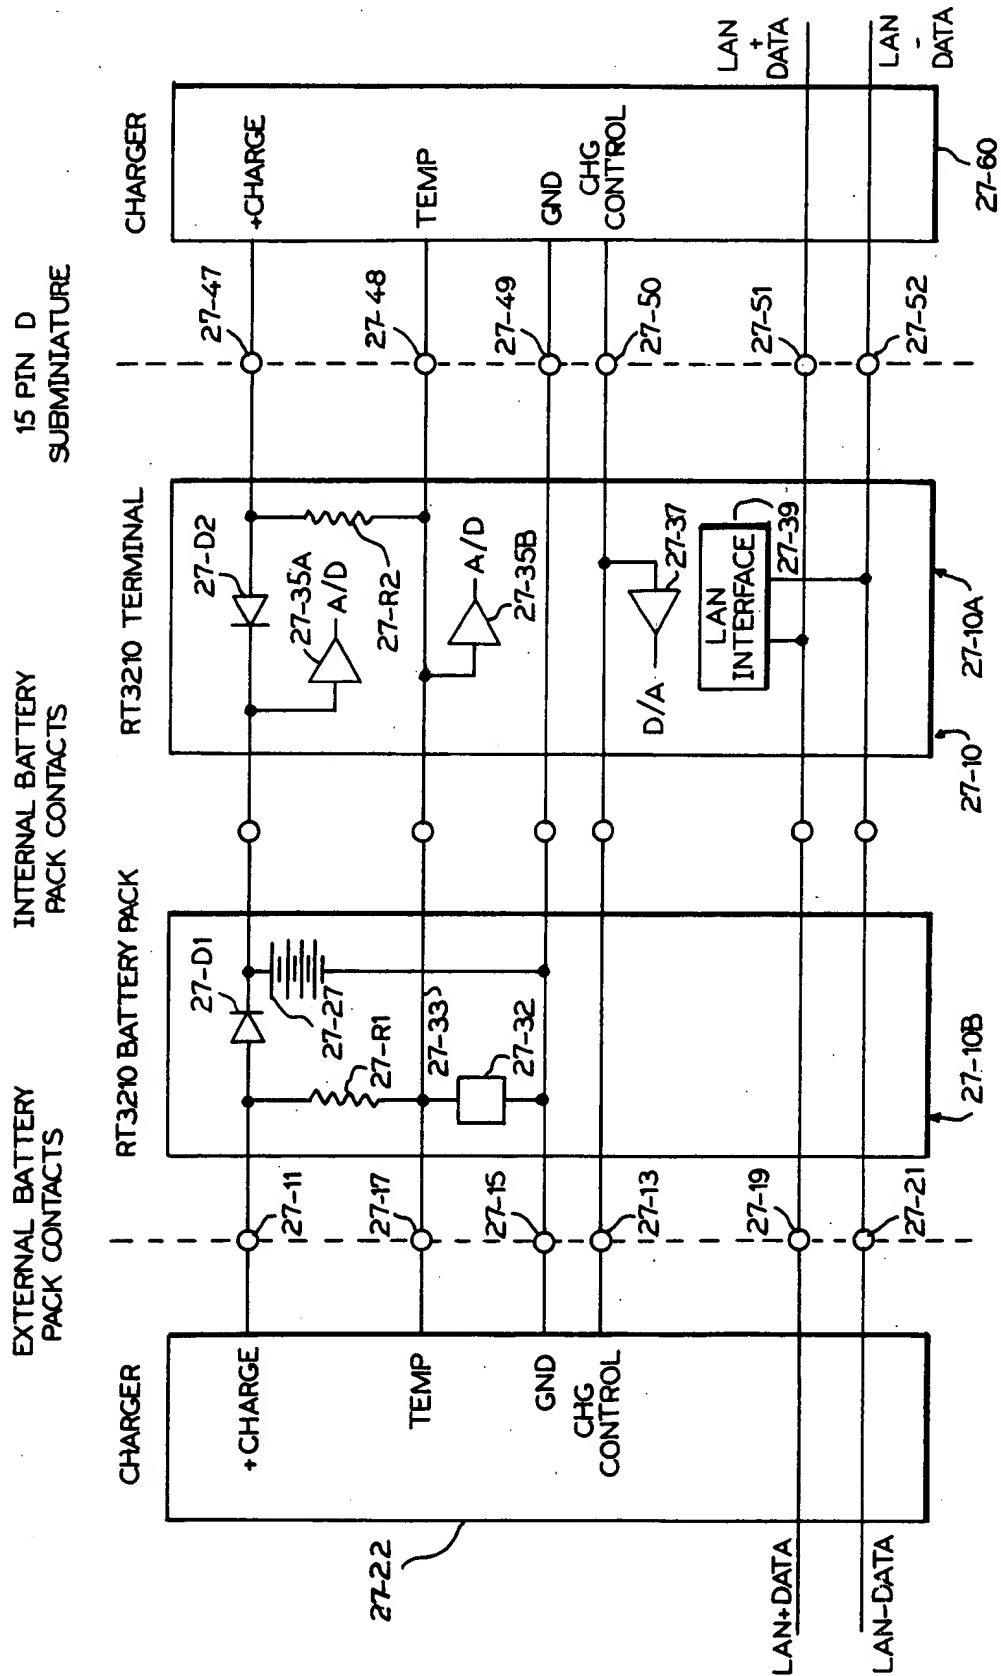 EXTERNAL BATTERY
PACK CONTACTS
INTERNAL BATTERY
PACK CONTACTS
15 PIN D
SUBMINIATURE
CHARGER
RT3210 BATTERY PACK
RT3210 TERMINAL
CHARGER
+CHARGE
27-11
27-D1
27-27
27-R1
27-D2
27-35A
A/D
27-R2
27-47
+CHARGE
TEMP
27-17
27-33
27-32
A/D
27-35B
27-48
TEMP
GND
27-15
27-49
GND
CHG
CONTROL
27-13
D/A
27-37
27-50
CHG
CONTROL
LAN
INTERFACE
27-39
27-19
27-51
LAN
+
DATA
27-21
27-52
LAN
-
DATA
LAN+DATA
LAN-DATA
27-22
27-10B
27-10
27-10A
27-60